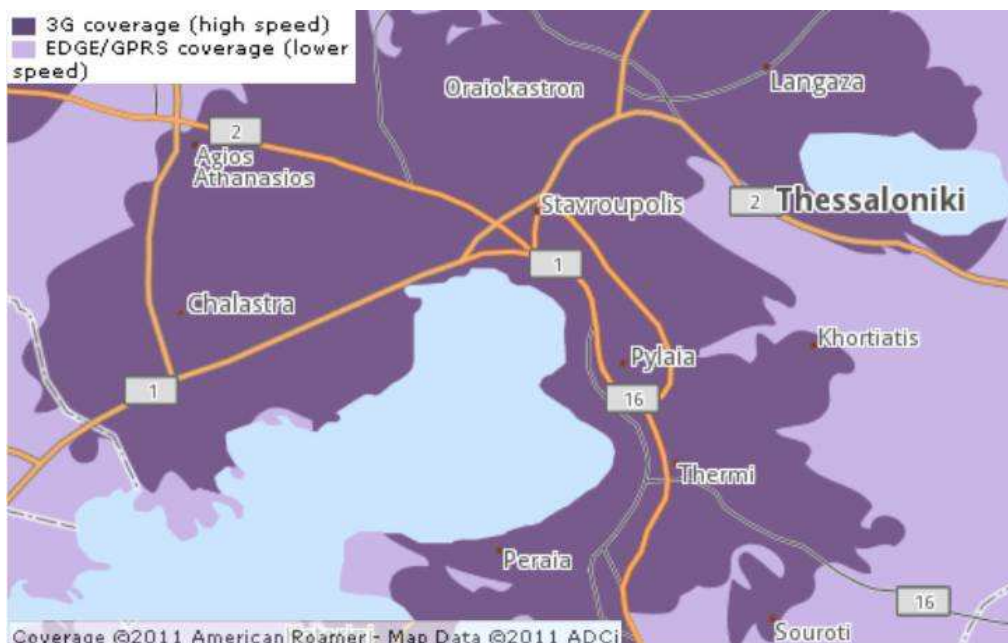 3G coverage (high speed)
EDGE/GPRS coverage (lower
speed)
Oraiokastron
Langaza
2
Agios
Athanasios
2
Thessaloniki
Stavroupolis
1
Chalastra
Khortiatis
Pylaia
1
16
Thermi
Peraia
16
Souroti
Coverage ©2011 American Roamer - Map Data ©2011 ADCi